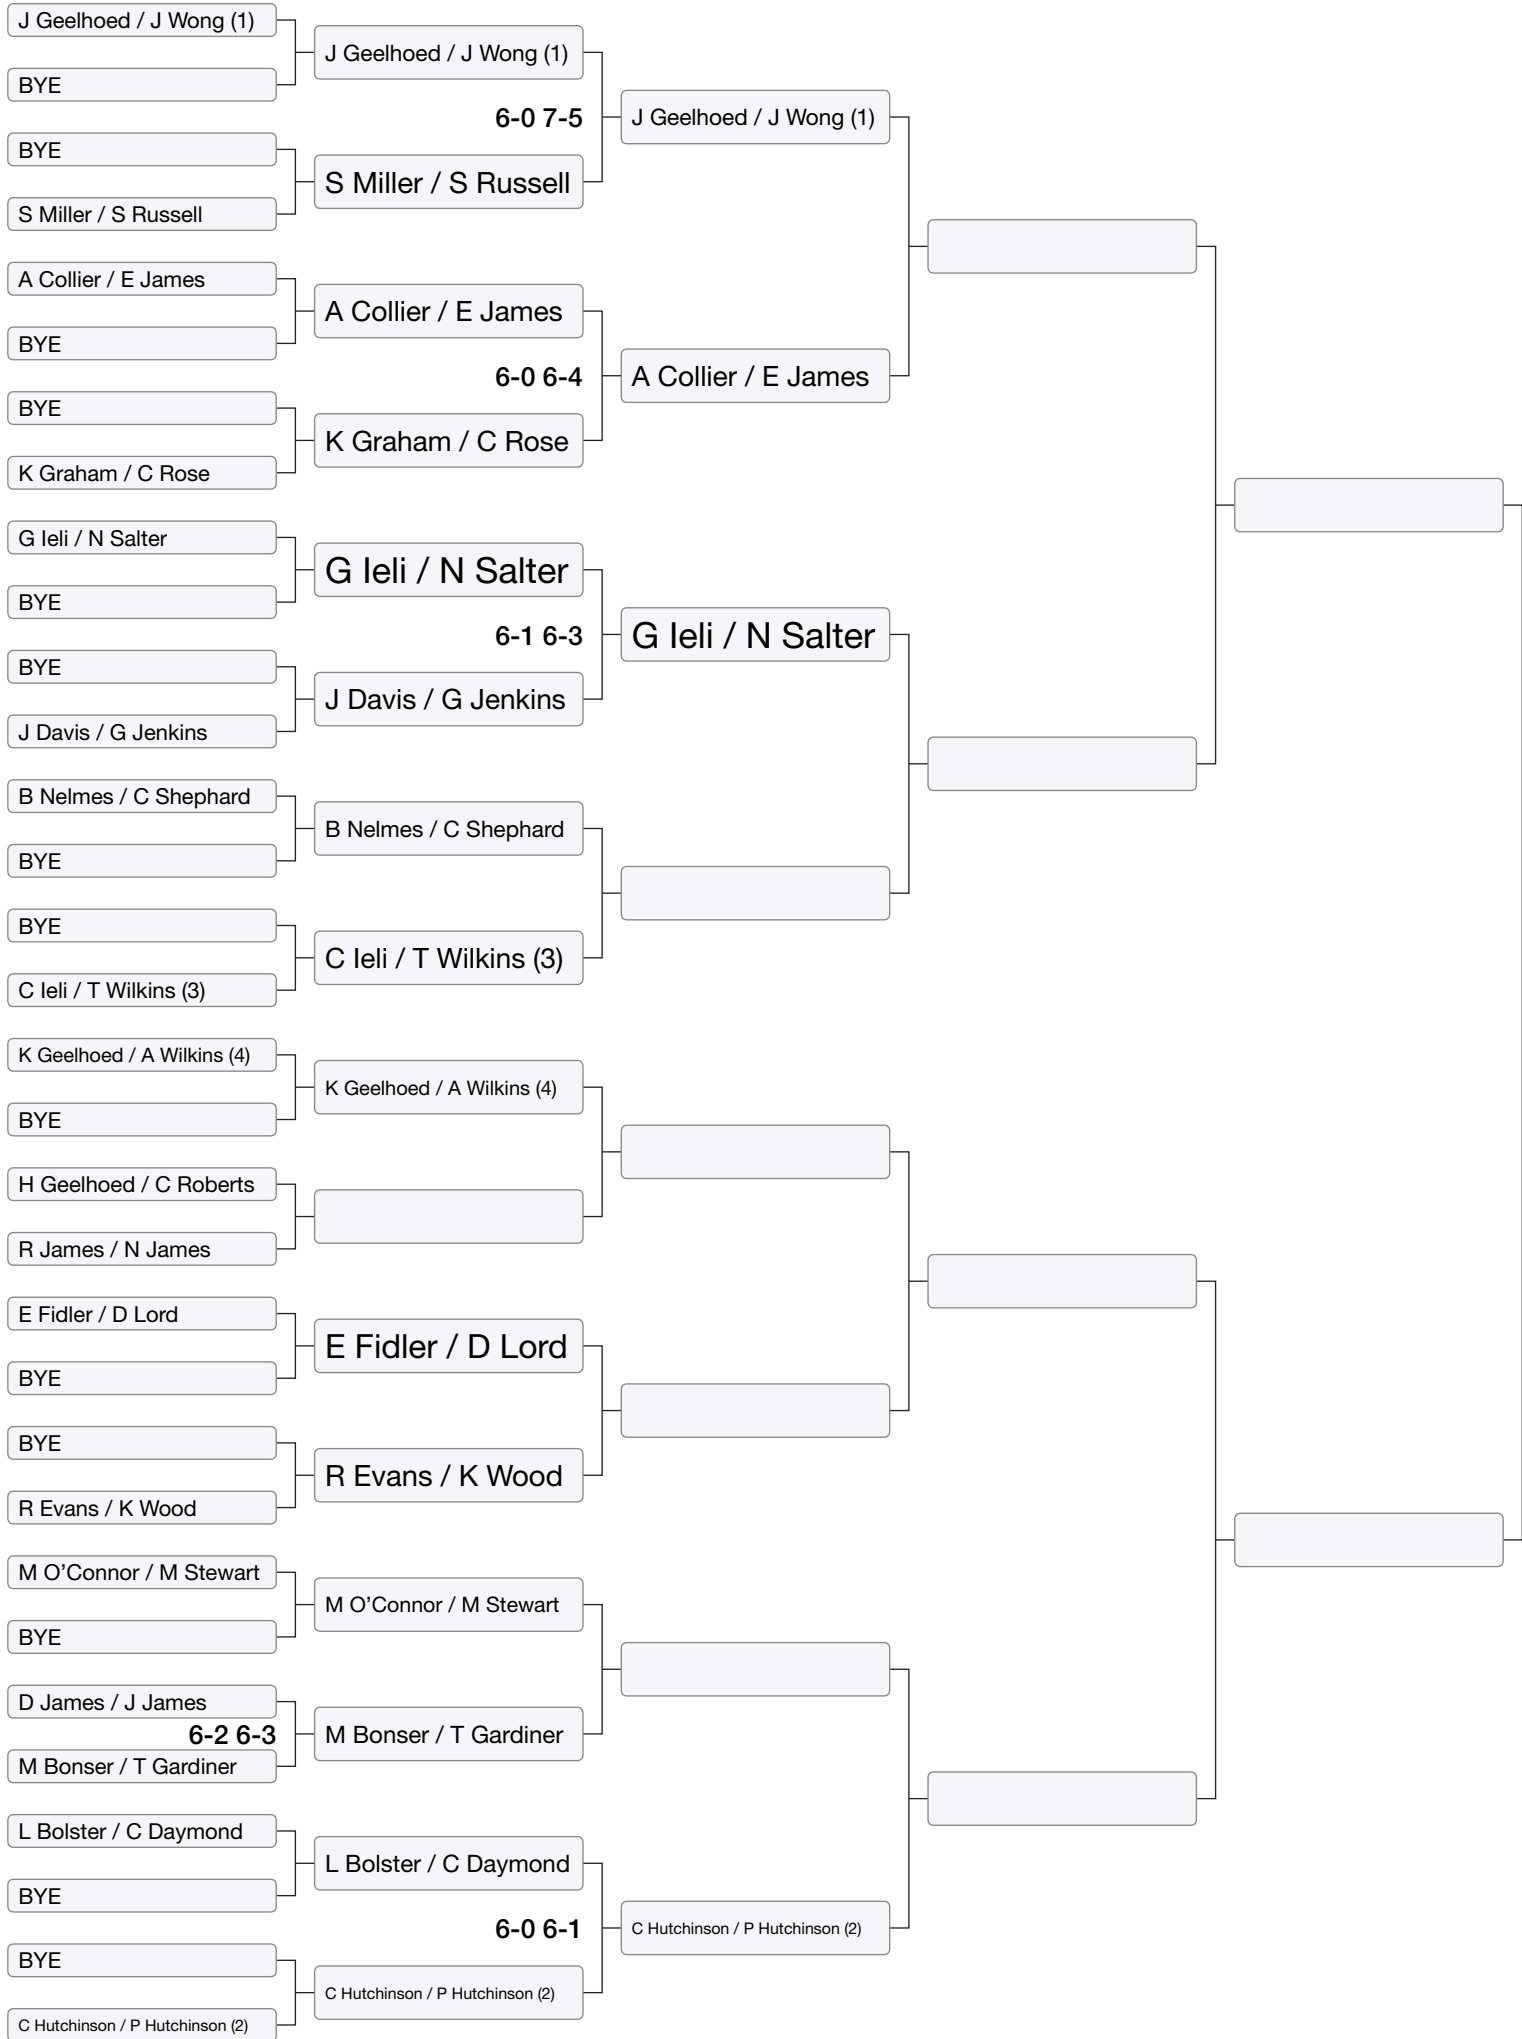 J Geelhoed / J Wong (1)
BYE
BYE
S Miller / S Russell
A Collier / E James
BYE
BYE
K Graham / C Rose
G Ieli / N Salter
BYE
BYE
J Davis / G Jenkins
B Nelmes / C Shephard
BYE
BYE
C Ieli / T Wilkins (3)
K Geelhoed / A Wilkins (4)
BYE
H Geelhoed / C Roberts
R James / N James
E Fidler / D Lord
BYE
BYE
R Evans / K Wood
M O’Connor / M Stewart
BYE
D James / J James
6-2 6-3
M Bonser / T Gardiner
L Bolster / C Daymond
BYE
BYE
C Hutchinson / P Hutchinson (2)
J Geelhoed / J Wong (1)
6-0 7-5
S Miller / S Russell
A Collier / E James
6-0 6-4
K Graham / C Rose
G Ieli / N Salter
6-1 6-3
J Davis / G Jenkins
B Nelmes / C Shephard
C Ieli / T Wilkins (3)
K Geelhoed / A Wilkins (4)
E Fidler / D Lord
R Evans / K Wood
M O’Connor / M Stewart
M Bonser / T Gardiner
L Bolster / C Daymond
6-0 6-1
C Hutchinson / P Hutchinson (2)
J Geelhoed / J Wong (1)
A Collier / E James
G Ieli / N Salter
C Hutchinson / P Hutchinson (2)